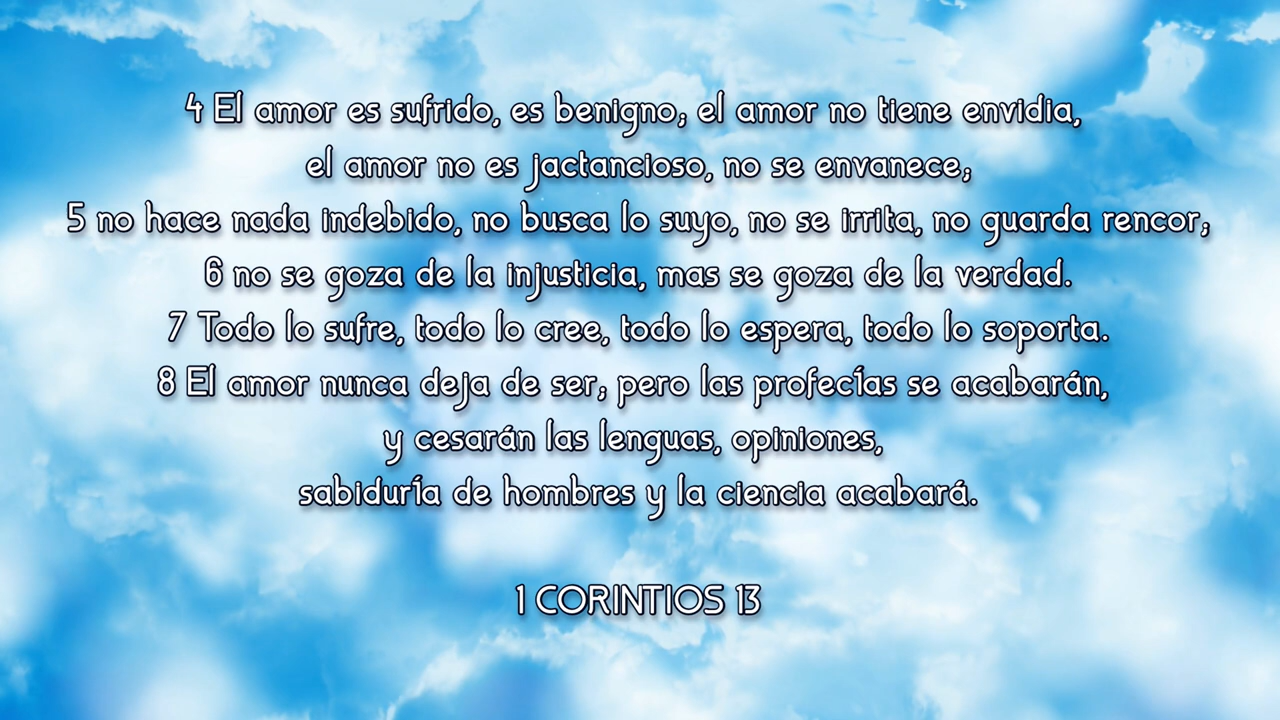 4 El amor es sufrido, es benigno; el amor no tiene envidia,
el amor no es jactancioso, no se envanece;
5 no hace nada indebido, no busca lo suyo, no se irrita, no guarda rencor;
6 no se goza de la injusticia, mas se goza de la verdad.
7 Todo lo sufre, todo lo cree, todo lo espera, todo lo soporta.
8 El amor nunca deja de ser; pero las profecías se acabarán,
y cesarán las lenguas, opiniones,
sabiduría de hombres y la ciencia acabará.
1 CORINTIOS 13